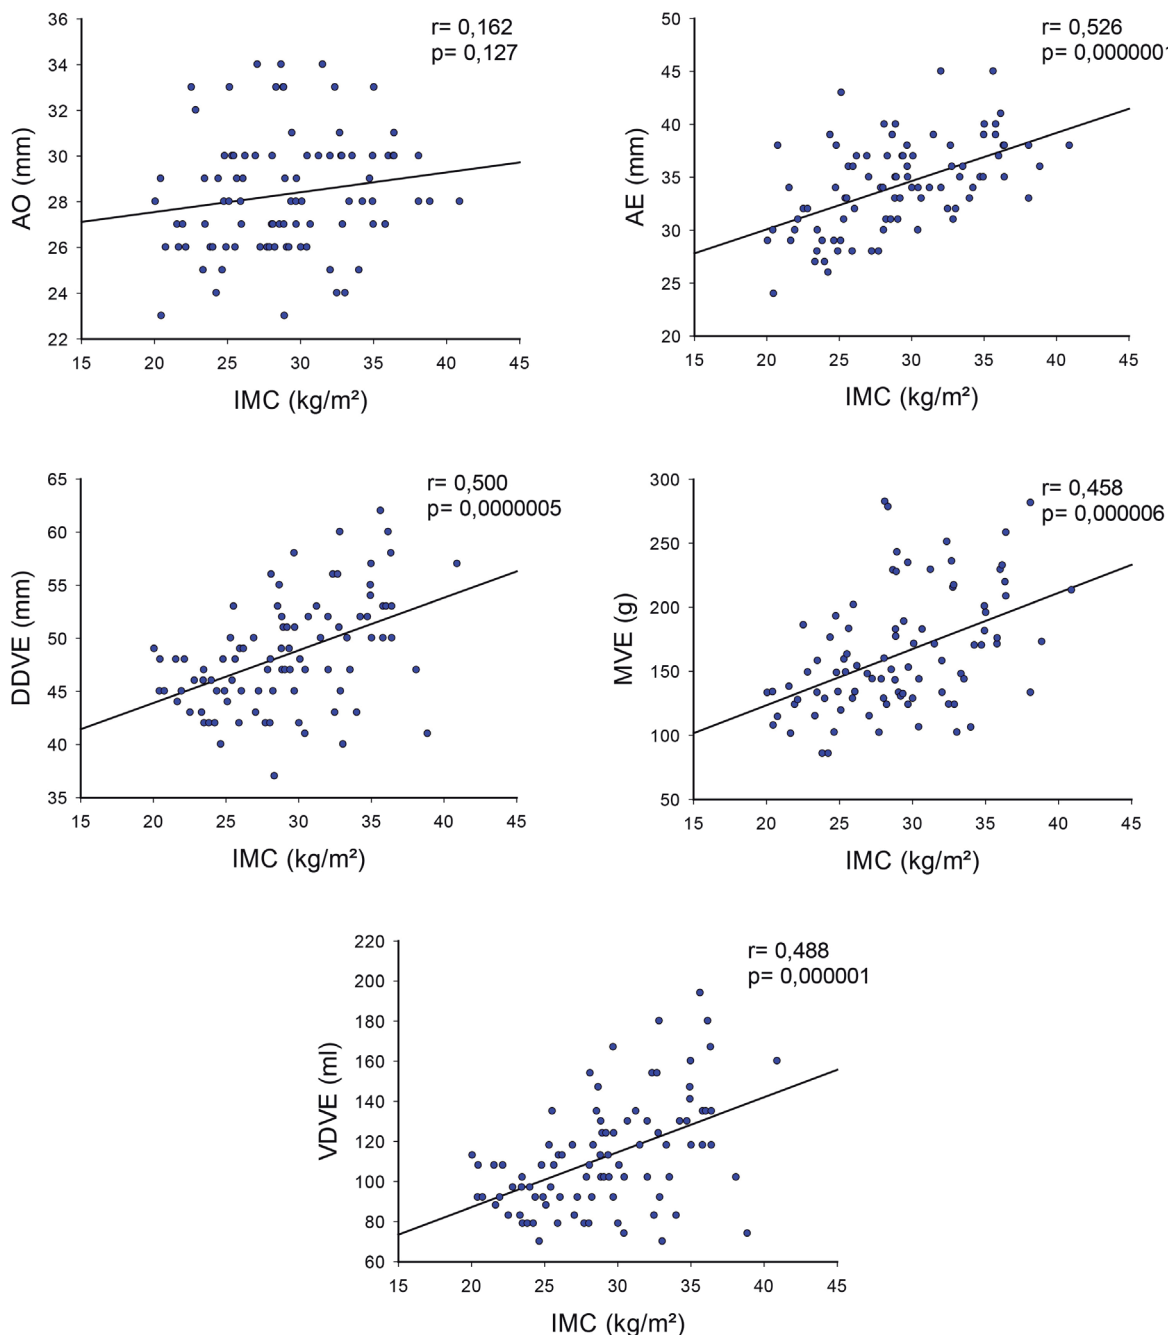 36
34
32
30
28
26
24
22
AO (mm)
15 20 25 30 35 40 45
IMC (kg/m²)
r= 0,162
p= 0,127
50
45
40
35
30
25
20
AE (mm)
15 20 25 30 35 40 45
IMC (kg/m²)
r= 0,526
p= 0,0000001
65
60
55
50
45
40
35
DDVE (mm)
15 20 25 30 35 40 45
IMC (kg/m²)
r= 0,500
p= 0,0000005
300
250
200
150
100
50
MVE (g)
15 20 25 30 35 40 45
IMC (kg/m²)
r= 0,458
p= 0,000006
220
200
180
160
140
120
100
80
60
VDVE (ml)
15 20 25 30 35 40 45
IMC (kg/m²)
r= 0,488
p= 0,000001